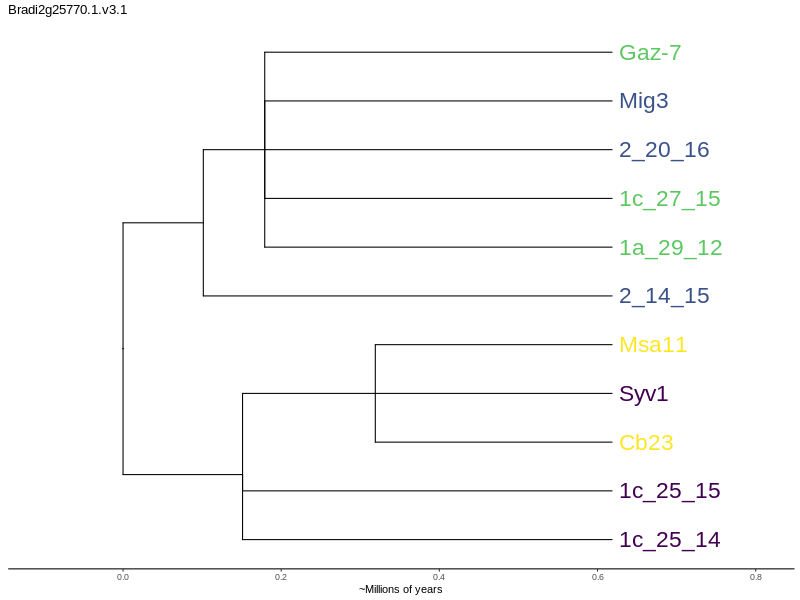 Bradi2g25770.1.v3.1
Gaz-7
Mig3
2_20_16
1c_27_15
1a_29_12
2_14_15
Msa11
Syv1
Cb23
1c_25_15
1c_25_14
0.0 0.2 0.4 0.6 0.8
~Millions of years